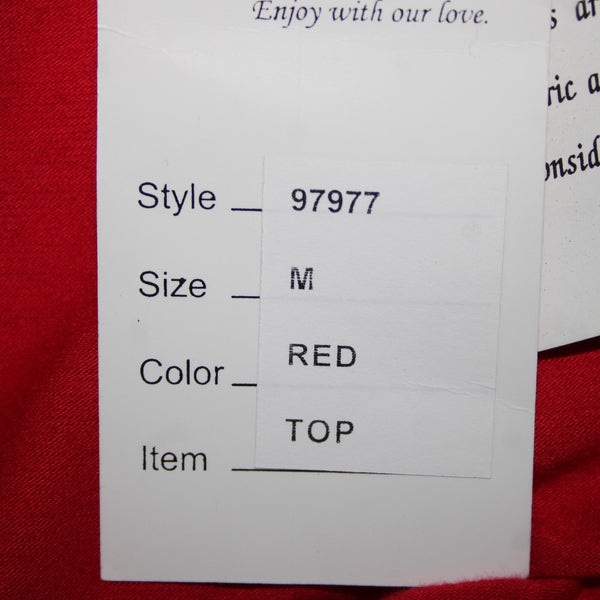 Enjoy with our love.
Style 97977
Size M
Color RED
Item TOP